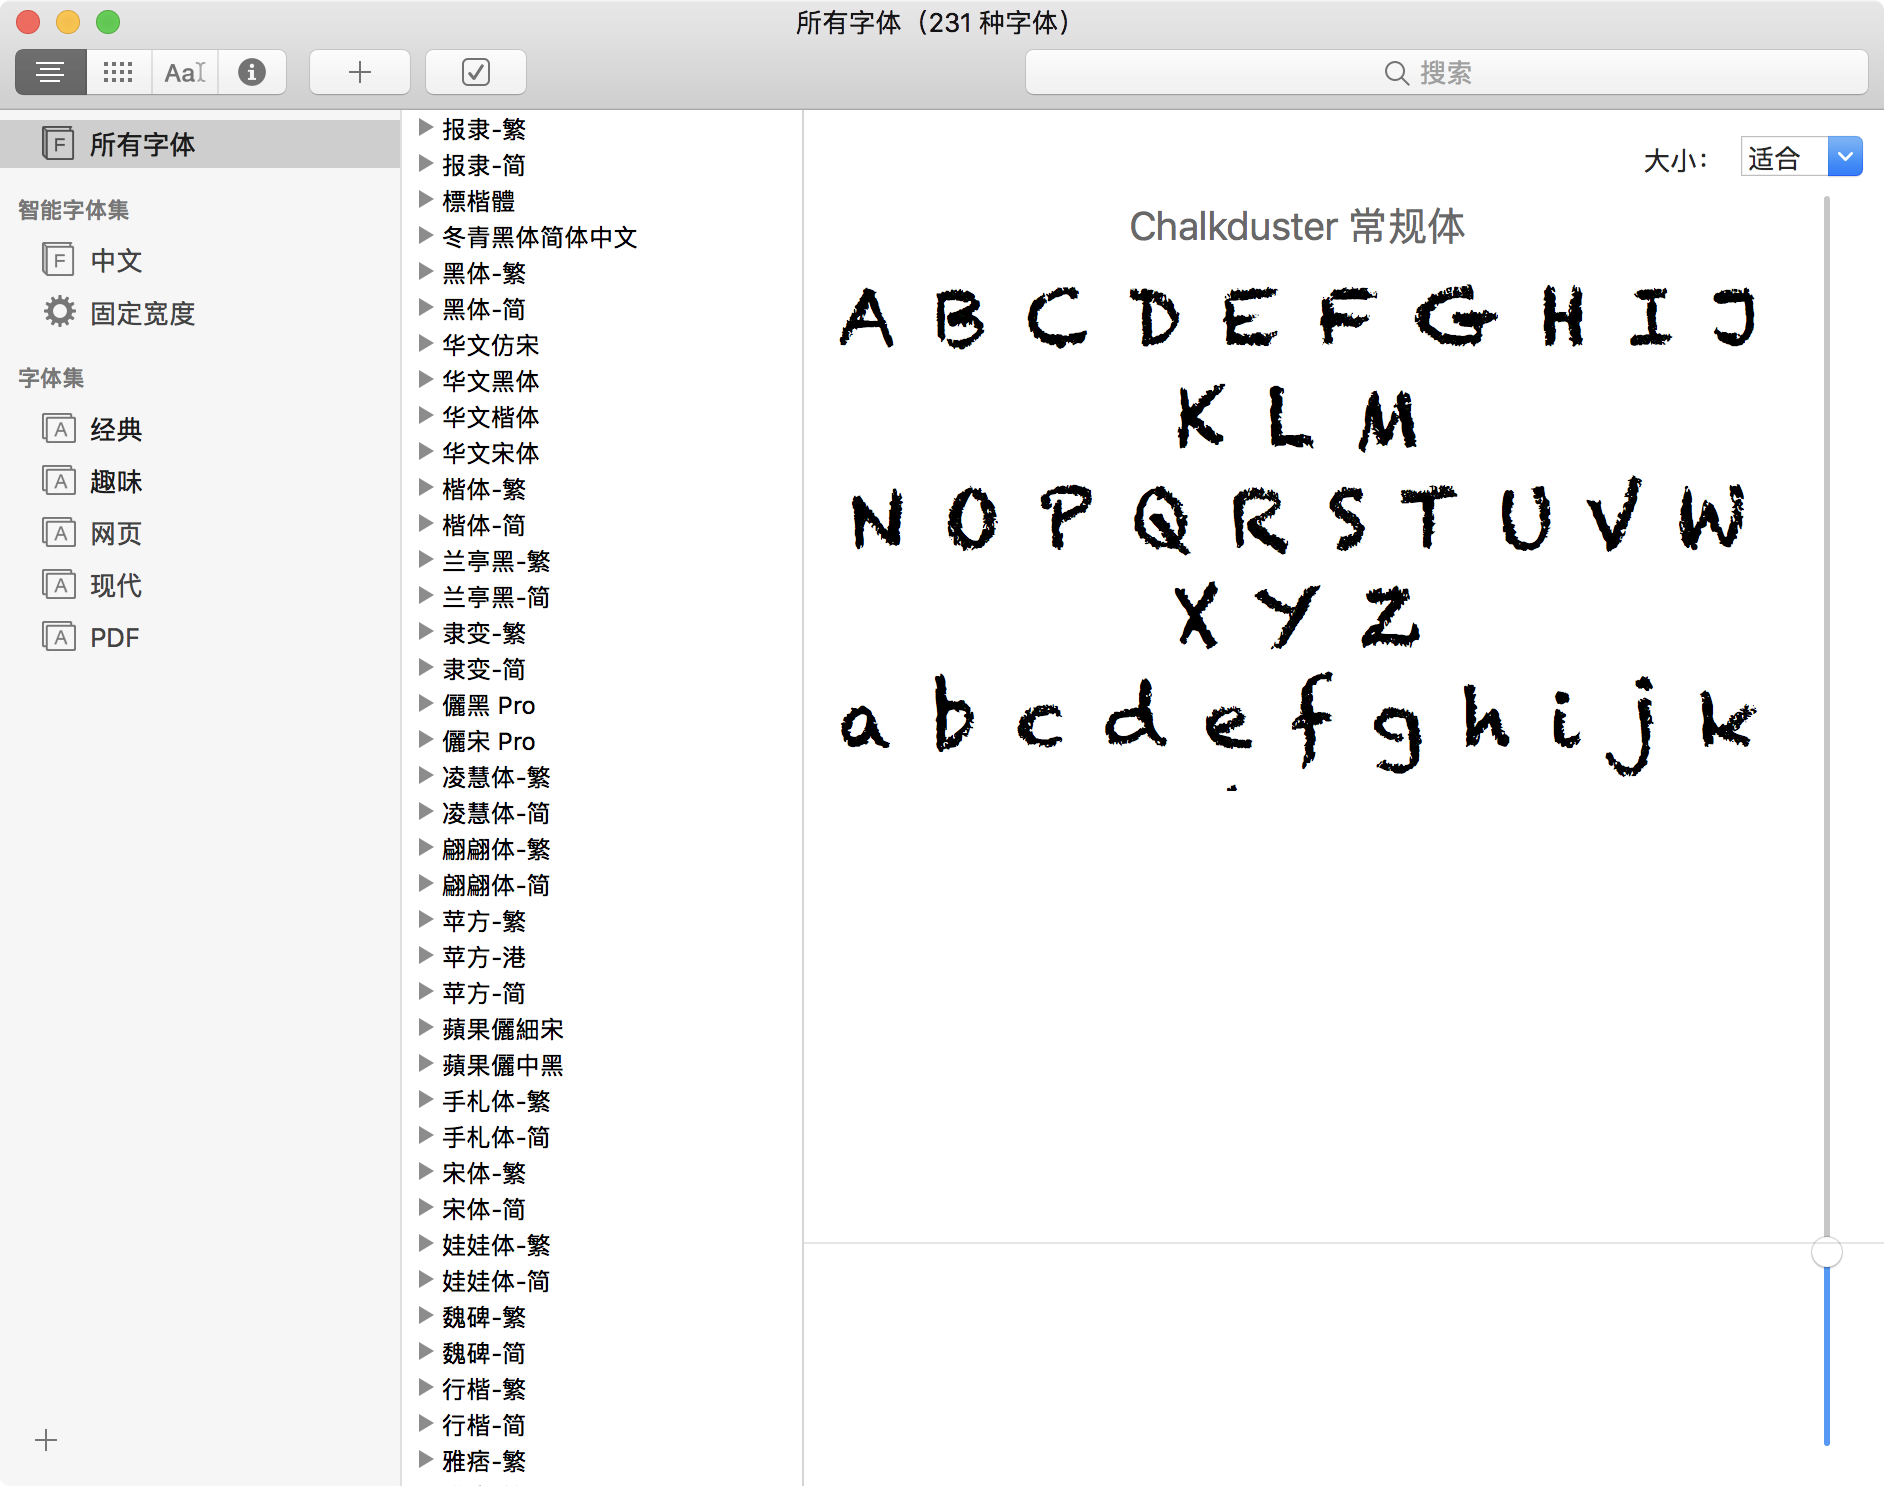 所有字体（231 种字体）
Aa
搜索
所有字体
智能字体集
中文
固定宽度
字体集
经典
趣味
网页
现代
PDF
报隶-繁
报隶-简
標楷體
冬青黑体简体中文
黑体-繁
黑体-简
华文仿宋
华文黑体
华文楷体
华文宋体
楷体-繁
楷体-简
兰亭黑-繁
兰亭黑-简
隶变-繁
隶变-简
儷黑 Pro
儷宋 Pro
凌慧体-繁
凌慧体-简
翩翩体-繁
翩翩体-简
苹方-繁
苹方-港
苹方-简
蘋果儷細宋
蘋果儷中黑
手札体-繁
手札体-简
宋体-繁
宋体-简
娃娃体-繁
娃娃体-简
魏碑-繁
魏碑-简
行楷-繁
行楷-简
雅痞-繁
大小：
适合
Chalkduster 常规体
A B C D E F G H I J
K L M
N O P Q R S T U V W
X Y Z
a b c d e f g h i j k